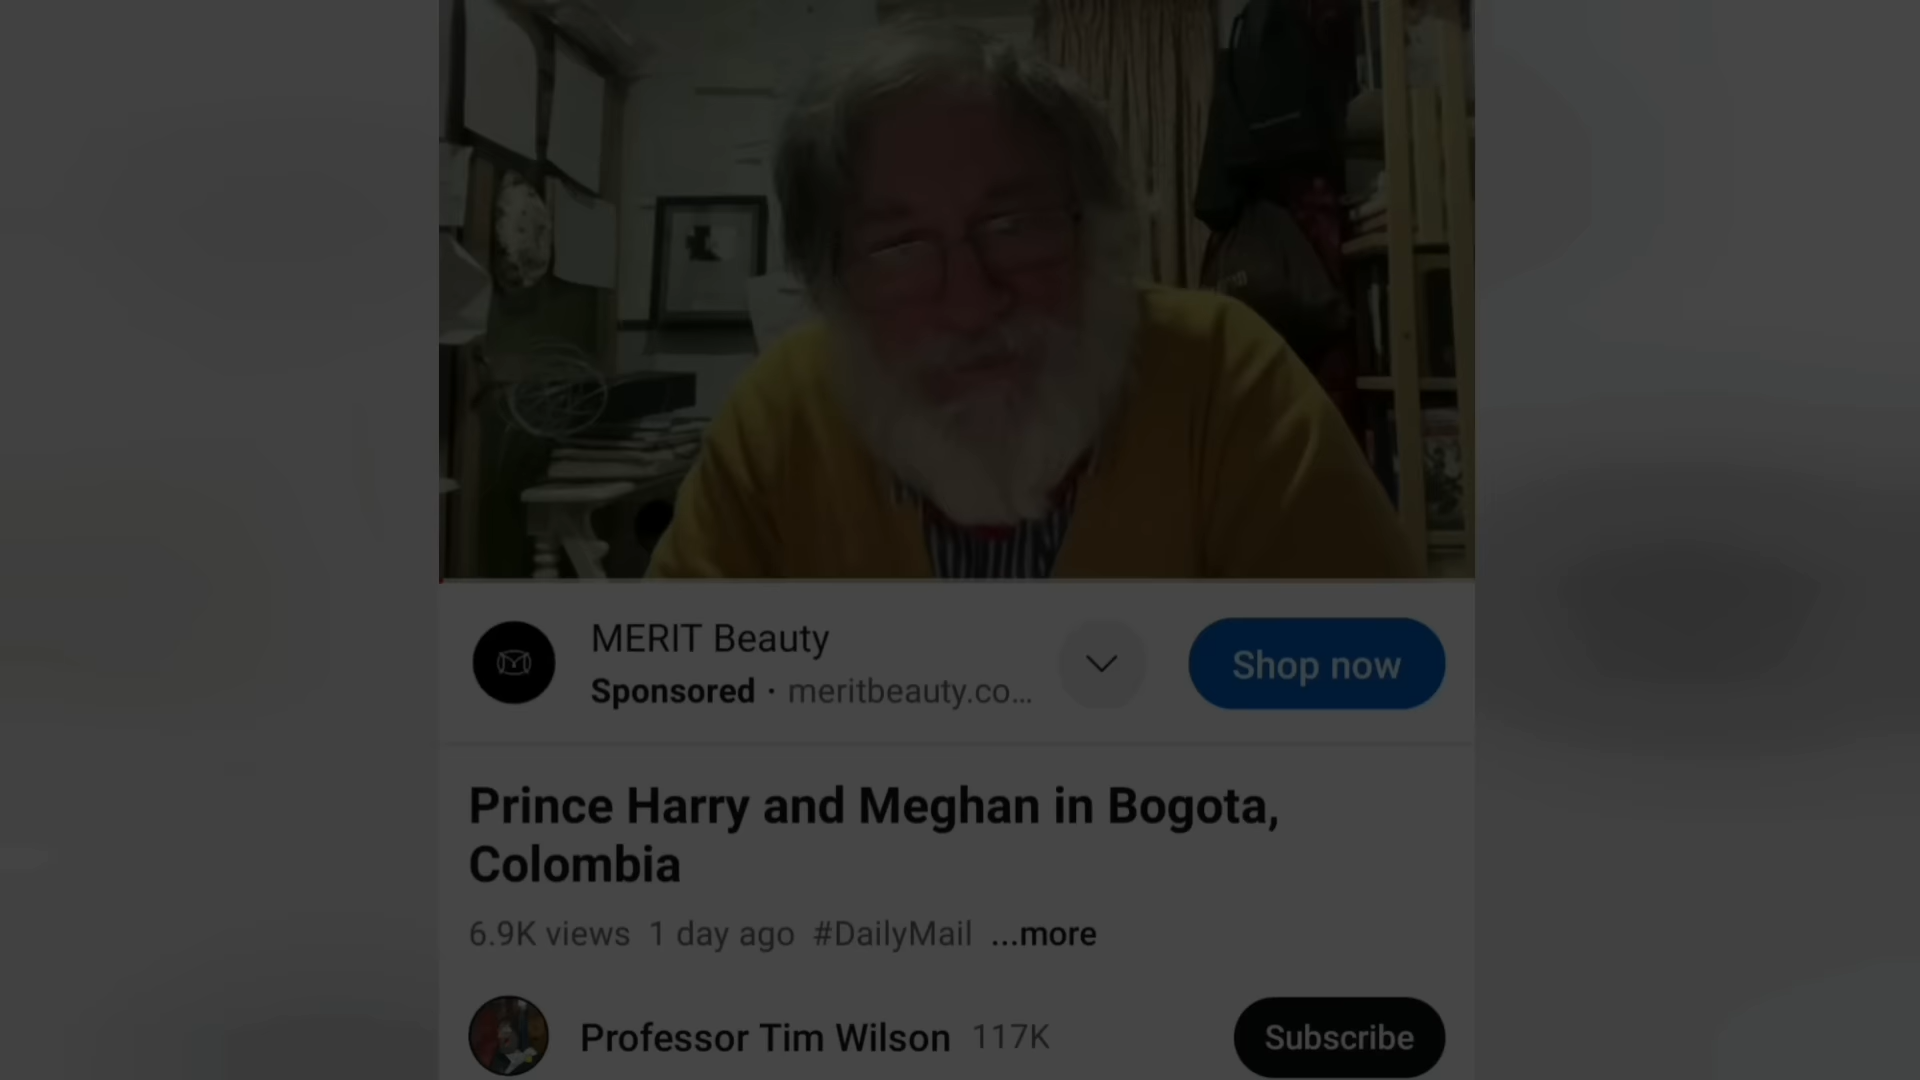 MERIT Beauty
Sponsored · meritbeauty.co...
Shop now
Prince Harry and Meghan in Bogota,
Colombia
6.9K views 1 day ago #DailyMail ...more
Professor Tim Wilson 117K
Subscribe